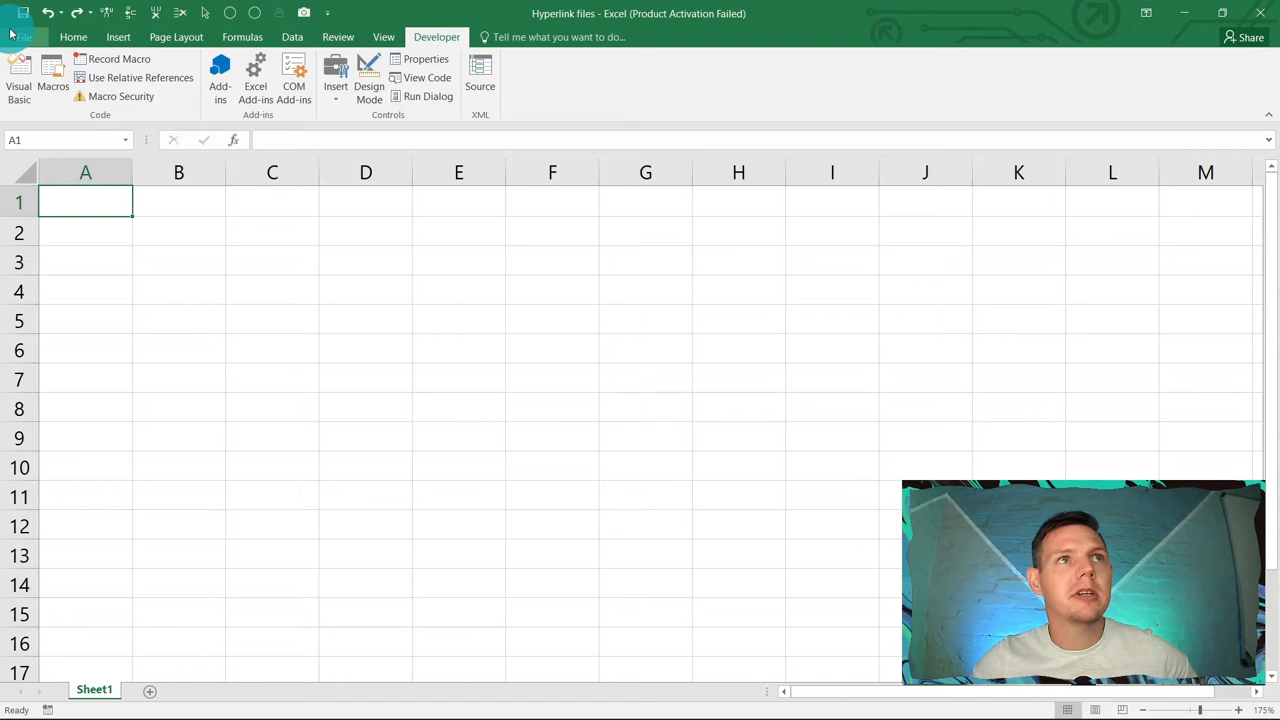 Hyperlink files - Excel (Product Activation Failed)
File Home Insert Page Layout Formulas Data Review View Developer Tell me what you want to do... Share
Visual Basic
Macros
Record Macro
Use Relative References
Macro Security
Code
Add-ins
Excel Add-ins
COM Add-ins
Add-ins
Insert
Design Mode
Properties
View Code
Run Dialog
Controls
Source
XML
A1 fx
A B C D E F G H I J K L M
1
2
3
4
5
6
7
8
9
10
11
12
13
14
15
16
17
Sheet1
Ready 175%